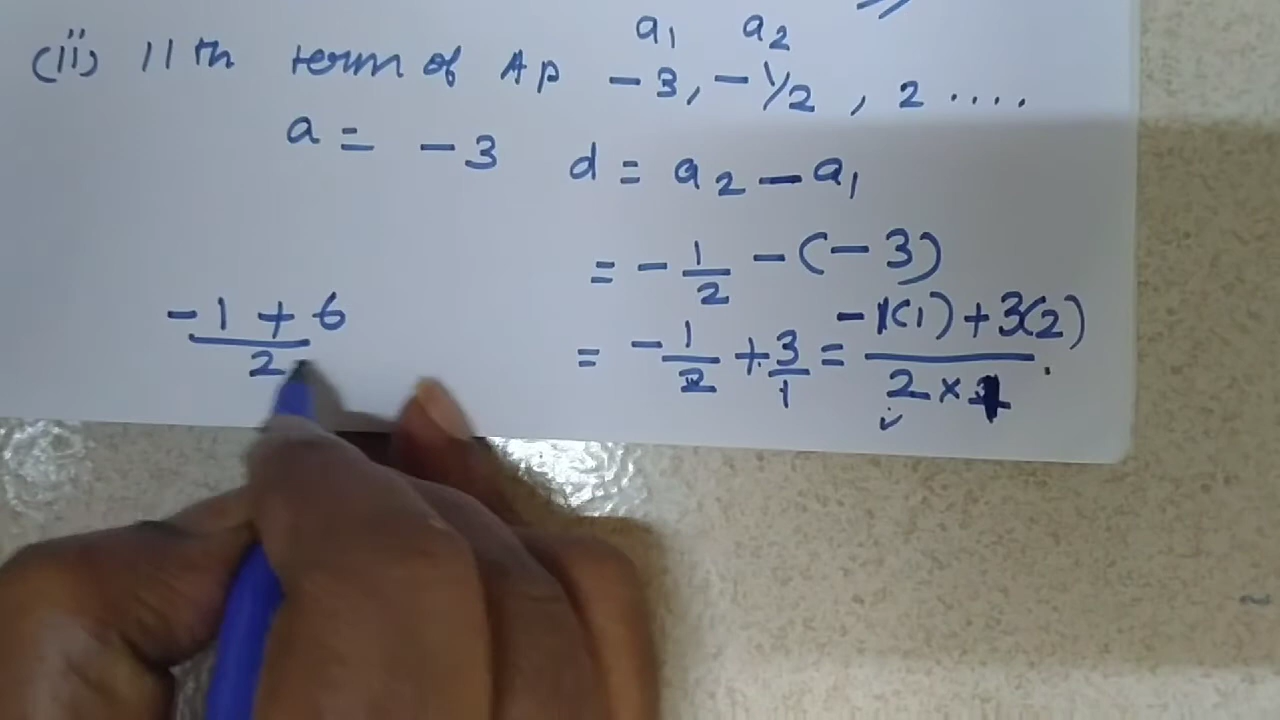 a₁ a₂
(ii) 11th term of AP -3, -1/2, 2 ....
a = -3 d = a₂ - a₁
= -1/2 - (-3)
= -1/2 + 3/1 = (-1(1) + 3(2))/(2 × 1)
(-1 + 6)/2